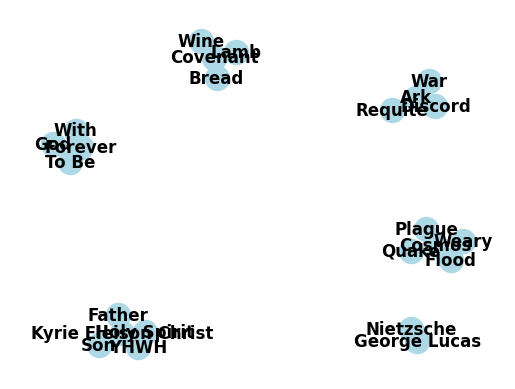 Wine
Lamb
Covenant
Bread
War
Ark
Discord
Requite
With
God
Forever
To Be
Plague
Weary
Cosmos
Quake
Flood
Father
Holy Spirit
Kyrie Eleison Christ
Son
YHWH
Nietzsche
George Lucas